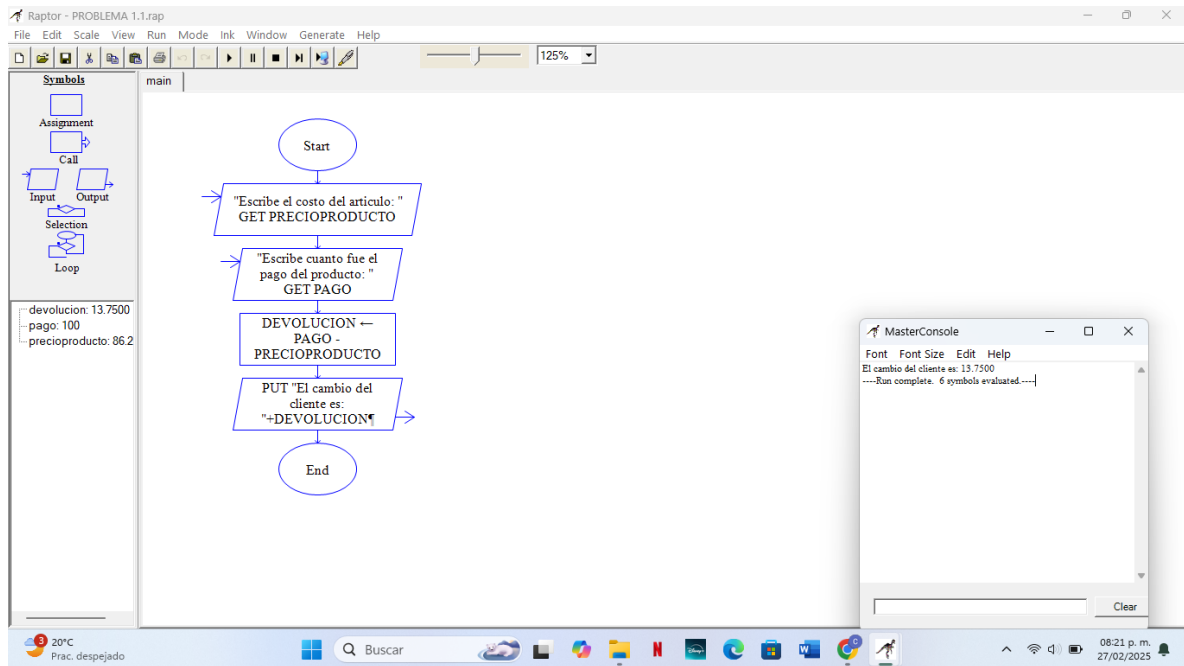 Raptor - PROBLEMA 1.1.rap
File Edit Scale View Run Mode Ink Window Generate Help
125%
Symbols
main
Assignment
Call
Input Output
Selection
Loop
devolucion: 13.7500
pago: 100
precioproducto: 86.2
Start
"Escribe el costo del articulo: "
GET PRECIOPRODUCTO
"Escribe cuanto fue el
pago del producto: "
GET PAGO
DEVOLUCION ←
PAGO -
PRECIOPRODUCTO
PUT "El cambio del
cliente es:
"+DEVOLUCION¶
End
MasterConsole
Font Font Size Edit Help
El cambio del cliente es: 13.7500
----Run complete. 6 symbols evaluated.----
Clear
3
20°C
Prac. despejado
Buscar
08:21 p. m.
27/02/2025